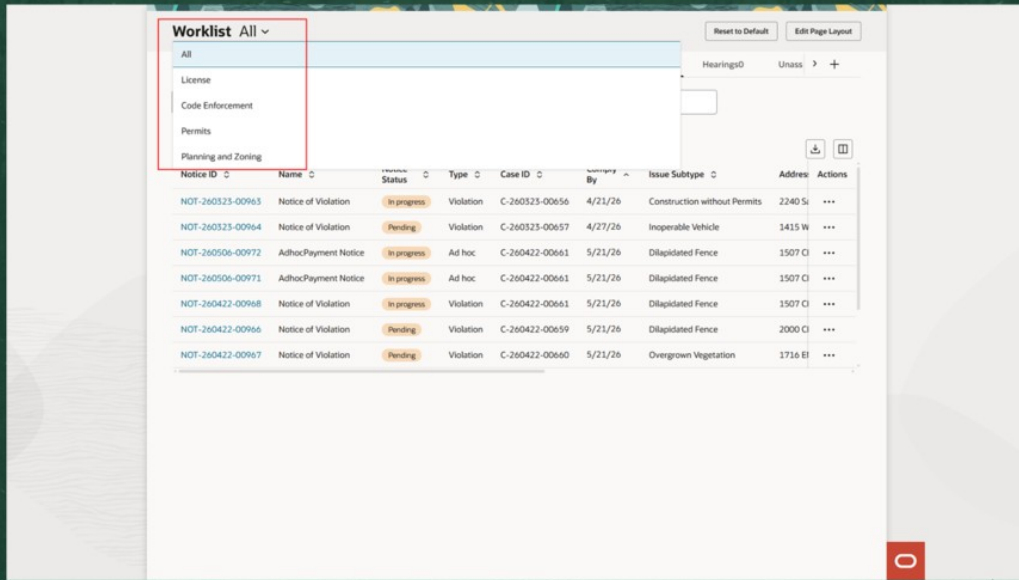 Worklist All
Reset to Default
Edit Page Layout
All
License
Code Enforcement
Permits
Planning and Zoning
Hearings0
Unass
Notice ID Name Notice Status Type Case ID Comply By Issue Subtype Address Actions
NOT-260323-00963 Notice of Violation In progress Violation C-260323-00656 4/21/26 Construction without Permits 2240
NOT-260323-00964 Notice of Violation Pending Violation C-260323-00657 4/27/26 Inoperable Vehicle 1415 W
NOT-260506-00972 AdhocPayment Notice In progress Ad hoc C-260422-00661 5/21/26 Dilapidated Fence 1507
NOT-260506-00971 AdhocPayment Notice In progress Ad hoc C-260422-00661 5/21/26 Dilapidated Fence 1507
NOT-260422-00968 Notice of Violation In progress Violation C-260422-00661 5/21/26 Dilapidated Fence 1507
NOT-260422-00966 Notice of Violation Pending Violation C-260422-00659 5/21/26 Dilapidated Fence 2000
NOT-260422-00967 Notice of Violation Pending Violation C-260422-00660 5/21/26 Overgrown Vegetation 1716